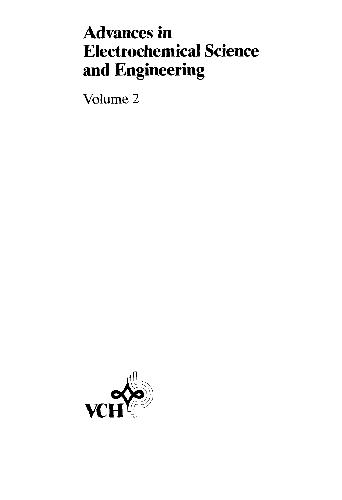 Advances in
Electrochemical Science
and Engineering
Volume 2
VCH